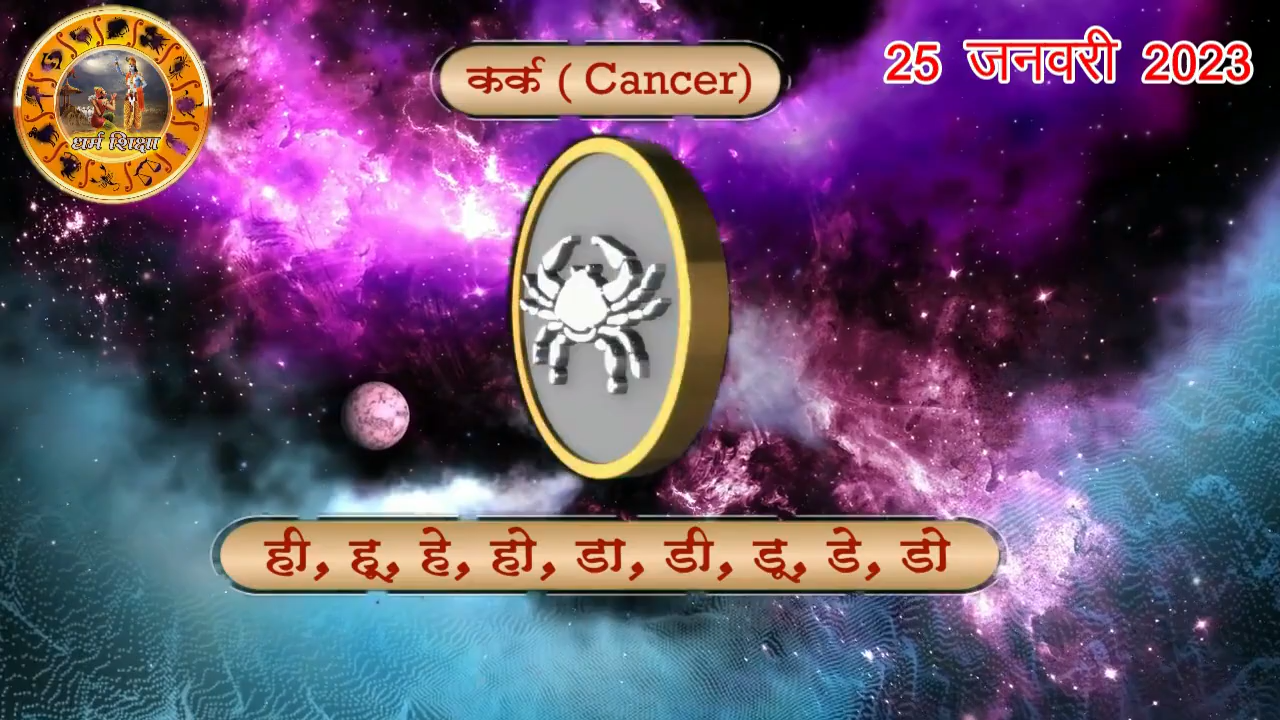 धर्म शिक्षा
कर्क ( Cancer)
25 जनवरी 2023
ही, हू, हे, हो, डा, डी, डू, डे, डो